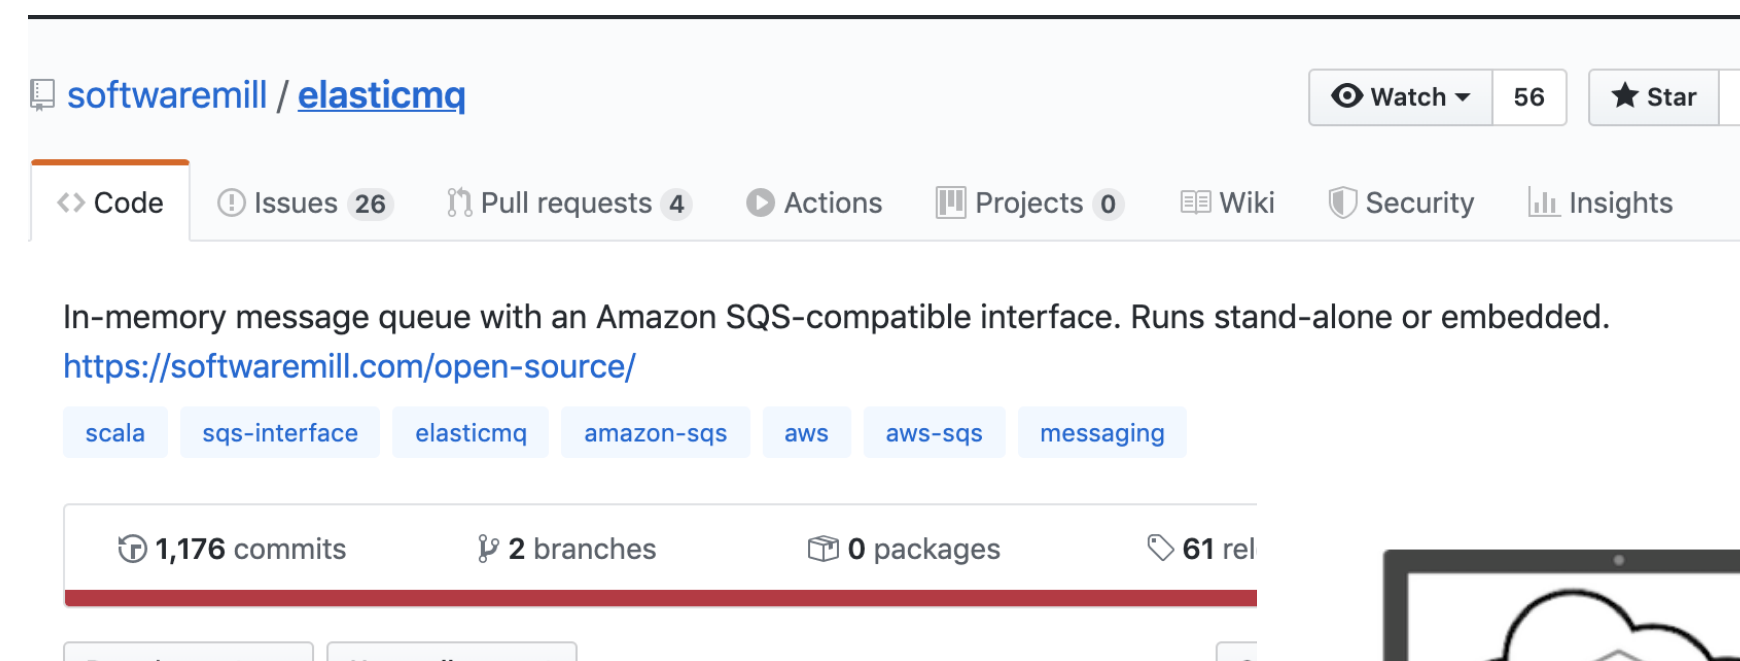 softwaremill / elasticmq
Watch 56 Star
Code Issues 26 Pull requests 4 Actions Projects 0 Wiki Security Insights
In-memory message queue with an Amazon SQS-compatible interface. Runs stand-alone or embedded.
https://softwaremill.com/open-source/
scala sqs-interface elasticmq amazon-sqs aws aws-sqs messaging
1,176 commits 2 branches 0 packages 61